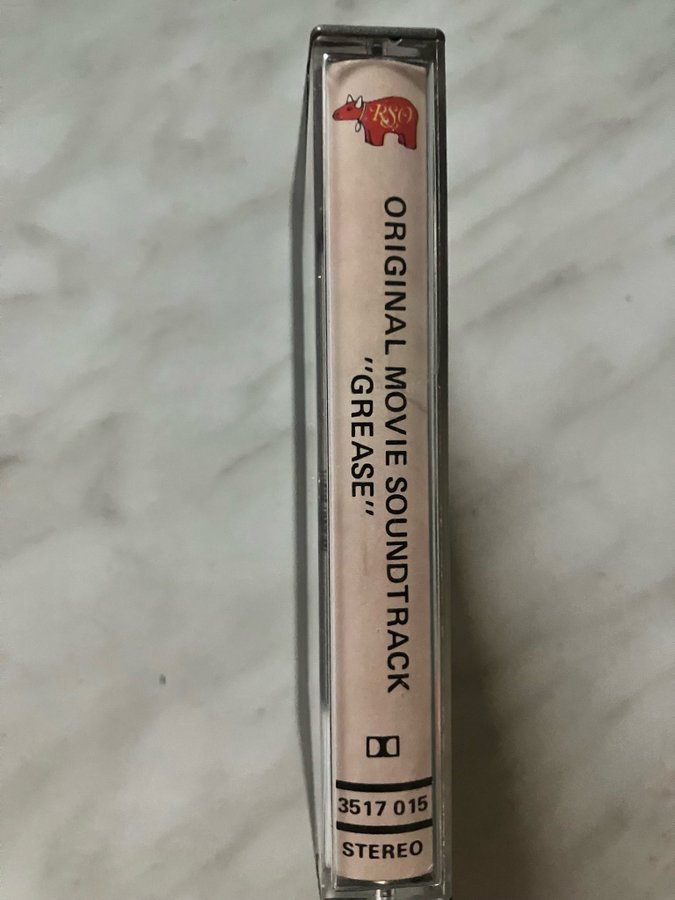 RSO
ORIGINAL MOVIE SOUNDTRACK
"GREASE"
3517 015
STEREO